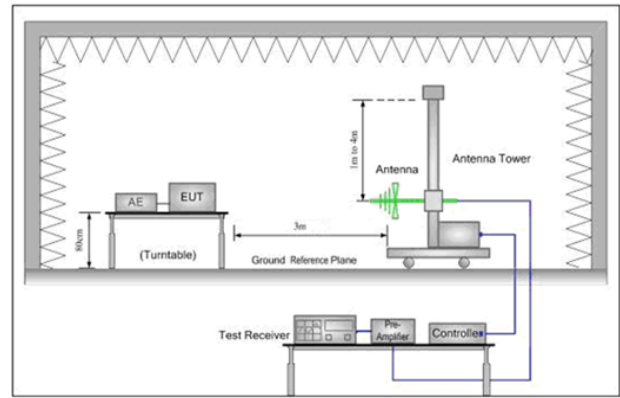 1m to 4m
Antenna
Antenna Tower
AE
EUT
80cm
(Turntable)
3m
Ground Reference Plane
Test Receiver
Pre-
Amplifier
Controller